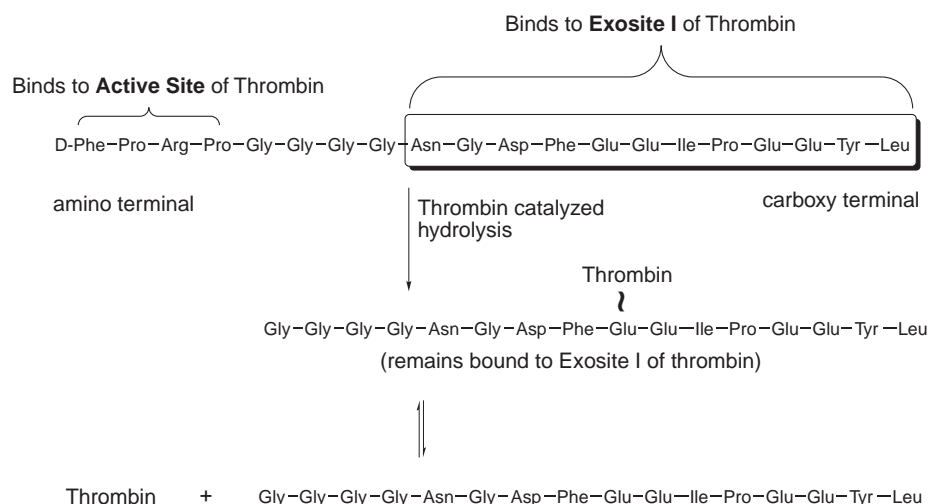 Binds to Exosite I of Thrombin
Binds to Active Site of Thrombin
D-Phe–Pro–Arg–Pro–Gly–Gly–Gly–Gly–Asn–Gly–Asp–Phe–Glu–Glu–Ile–Pro–Glu–Glu–Tyr–Leu
amino terminal
carboxy terminal
Thrombin catalyzed
hydrolysis
Thrombin
Gly–Gly–Gly–Gly–Asn–Gly–Asp–Phe–Glu–Glu–Ile–Pro–Glu–Glu–Tyr–Leu
(remains bound to Exosite I of thrombin)
Thrombin + Gly–Gly–Gly–Gly–Asn–Gly–Asp–Phe–Glu–Glu–Ile–Pro–Glu–Glu–Tyr–Leu